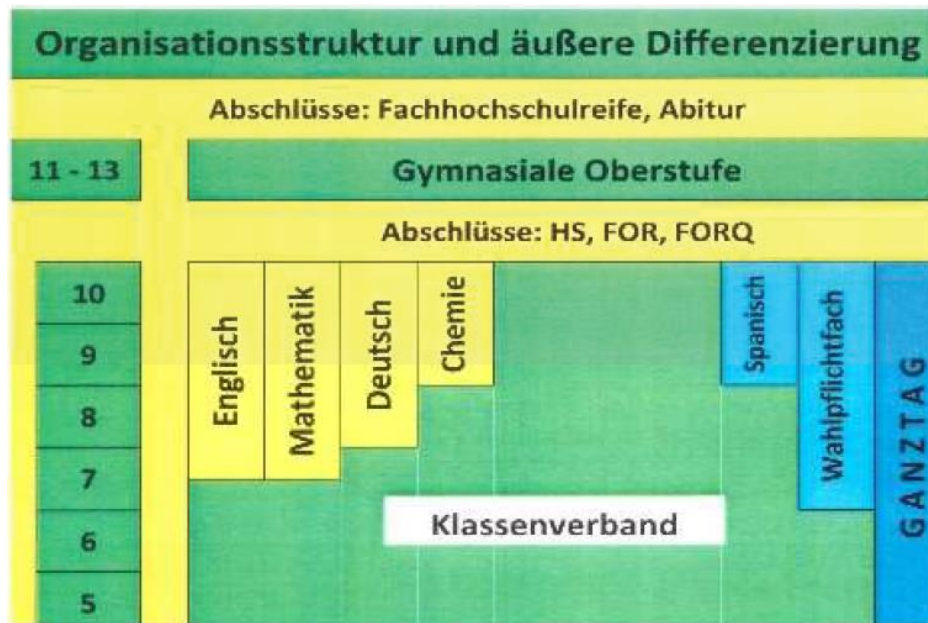 Organisationsstruktur und äußere Differenzierung
Abschlüsse: Fachhochschulreife, Abitur
11 - 13
Gymnasiale Oberstufe
Abschlüsse: HS, FOR, FORQ
10
9
8
7
6
5
Englisch
Mathematik
Deutsch
Chemie
Spanisch
Wahlpflichtfach
GANZTAG
Klassenverband